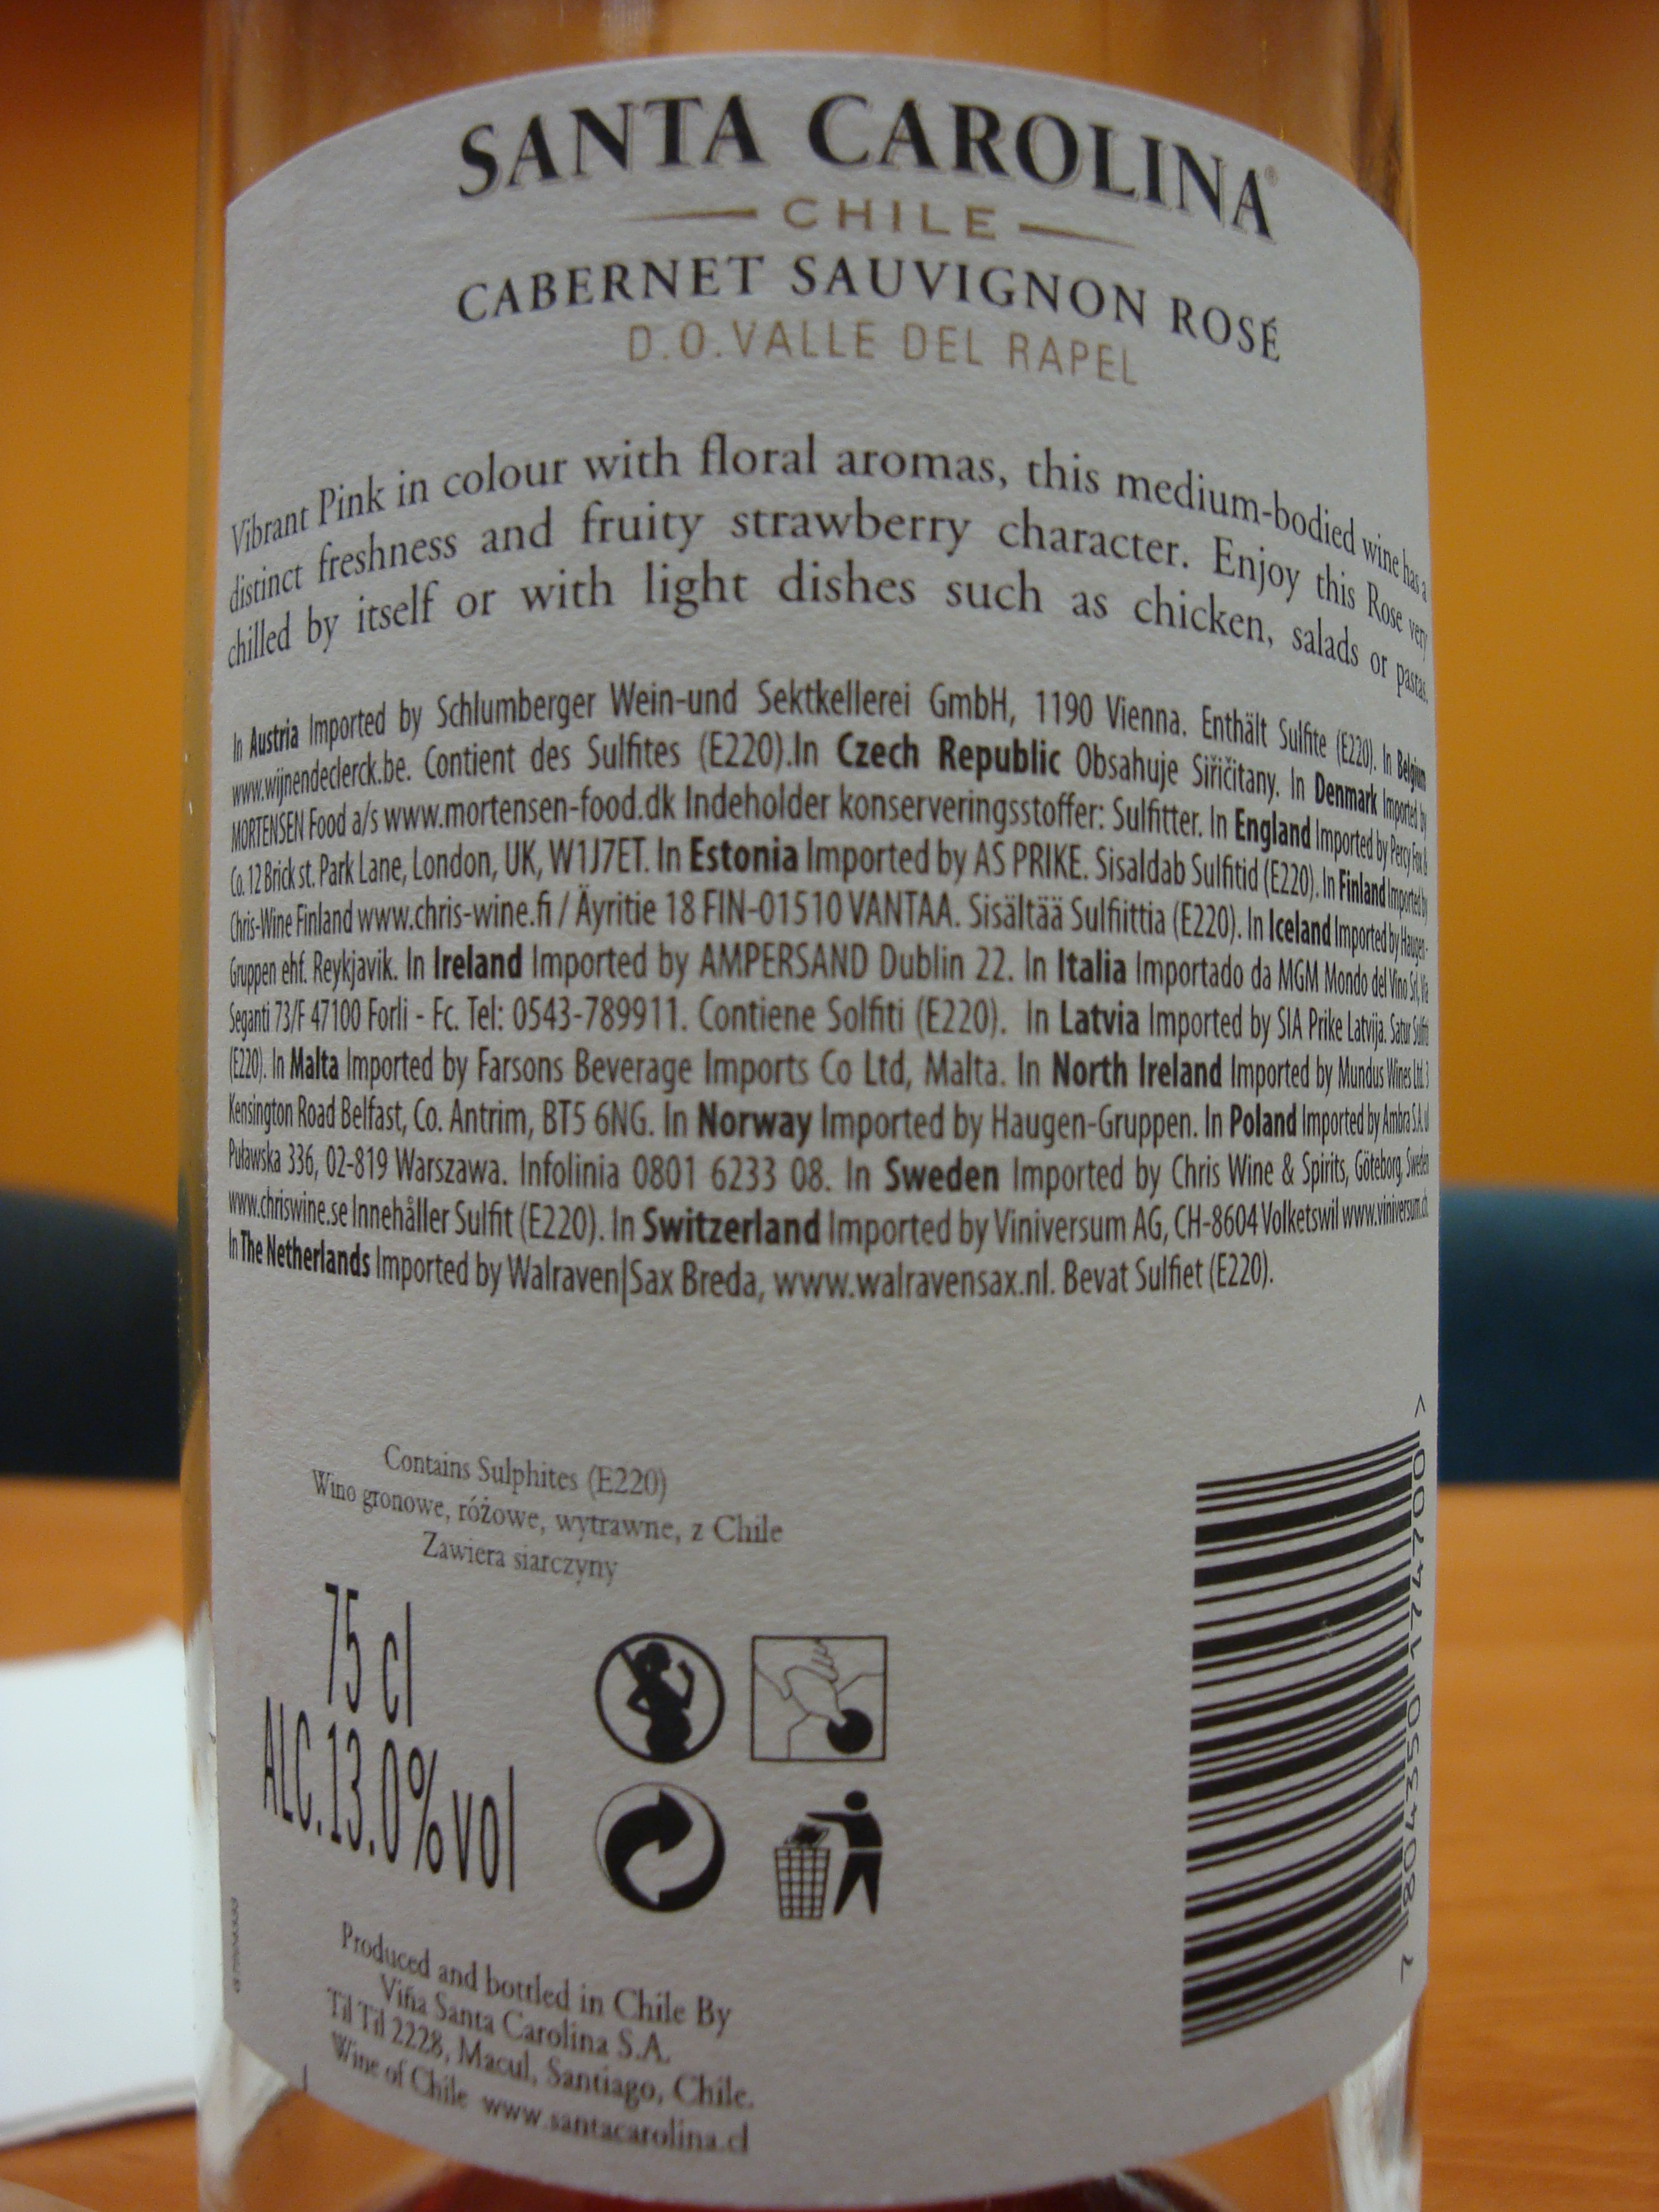 SANTA CAROLINA®
CHILE
CABERNET SAUVIGNON ROSÉ
D.O.VALLE DEL RAPEL
Vibrant Pink in colour with floral aromas, this medium-bodied wine has a
distinct freshness and fruity strawberry character. Enjoy this Rose very
chilled by itself or with light dishes such as chicken, salads or pastas.
In Austria Imported by Schlumberger Wein-und Sektkellerei GmbH, 1190 Vienna. Enthält Sulfite (E220). In Belgium
www.wijnendeclerck.be. Contient des Sulfites (E220).In Czech Republic Obsahuje Siřičitany. In Denmark Imported by
MORTENSEN Food a/s www.mortensen-food.dk Indeholder konserveringsstoffer: Sulfitter. In England Imported by Percy Fox &
Co. 12 Brick st. Park Lane, London, UK, W1J7ET. In Estonia Imported by AS PRIKE. Sisaldab Sulfitid (E220). In Finland Imported by
Chris-Wine Finland www.chris-wine.fi / Äyritie 18 FIN-01510 VANTAA. Sisältää Sulfiittia (E220). In Iceland Imported by Haugen-
Gruppen ehf. Reykjavik. In Ireland Imported by AMPERSAND Dublin 22. In Italia Importado da MGM Mondo del Vino Srl, Via
Seganti 73/F 47100 Forli - Fc. Tel: 0543-789911. Contiene Solfiti (E220). In Latvia Imported by SIA Prike Latvija. Satur Sulfiti
(E220). In Malta Imported by Farsons Beverage Imports Co Ltd, Malta. In North Ireland Imported by Mundus Wines Ltd. 3
Kensington Road Belfast, Co. Antrim, BT5 6NG. In Norway Imported by Haugen-Gruppen. In Poland Imported by Ambra S.A. ul
Puławska 336, 02-819 Warszawa. Infolinia 0801 6233 08. In Sweden Imported by Chris Wine & Spirits, Göteborg, Sweden
www.chriswine.se Innehåller Sulfit (E220). In Switzerland Imported by Viniversum AG, CH-8604 Volketswil www.viniversum.ch
In The Netherlands Imported by Walraven|Sax Breda, www.walravensax.nl. Bevat Sulfiet (E220).
Contains Sulphites (E220)
Wino gronowe, różowe, wytrawne, z Chile
Zawiera siarczyny
75 cl
ALC.13.0%vol
Produced and bottled in Chile By
Viña Santa Carolina S.A.
Til Til 2228, Macul, Santiago, Chile.
Wine of Chile www.santacarolina.cl
7 804350 174700 >